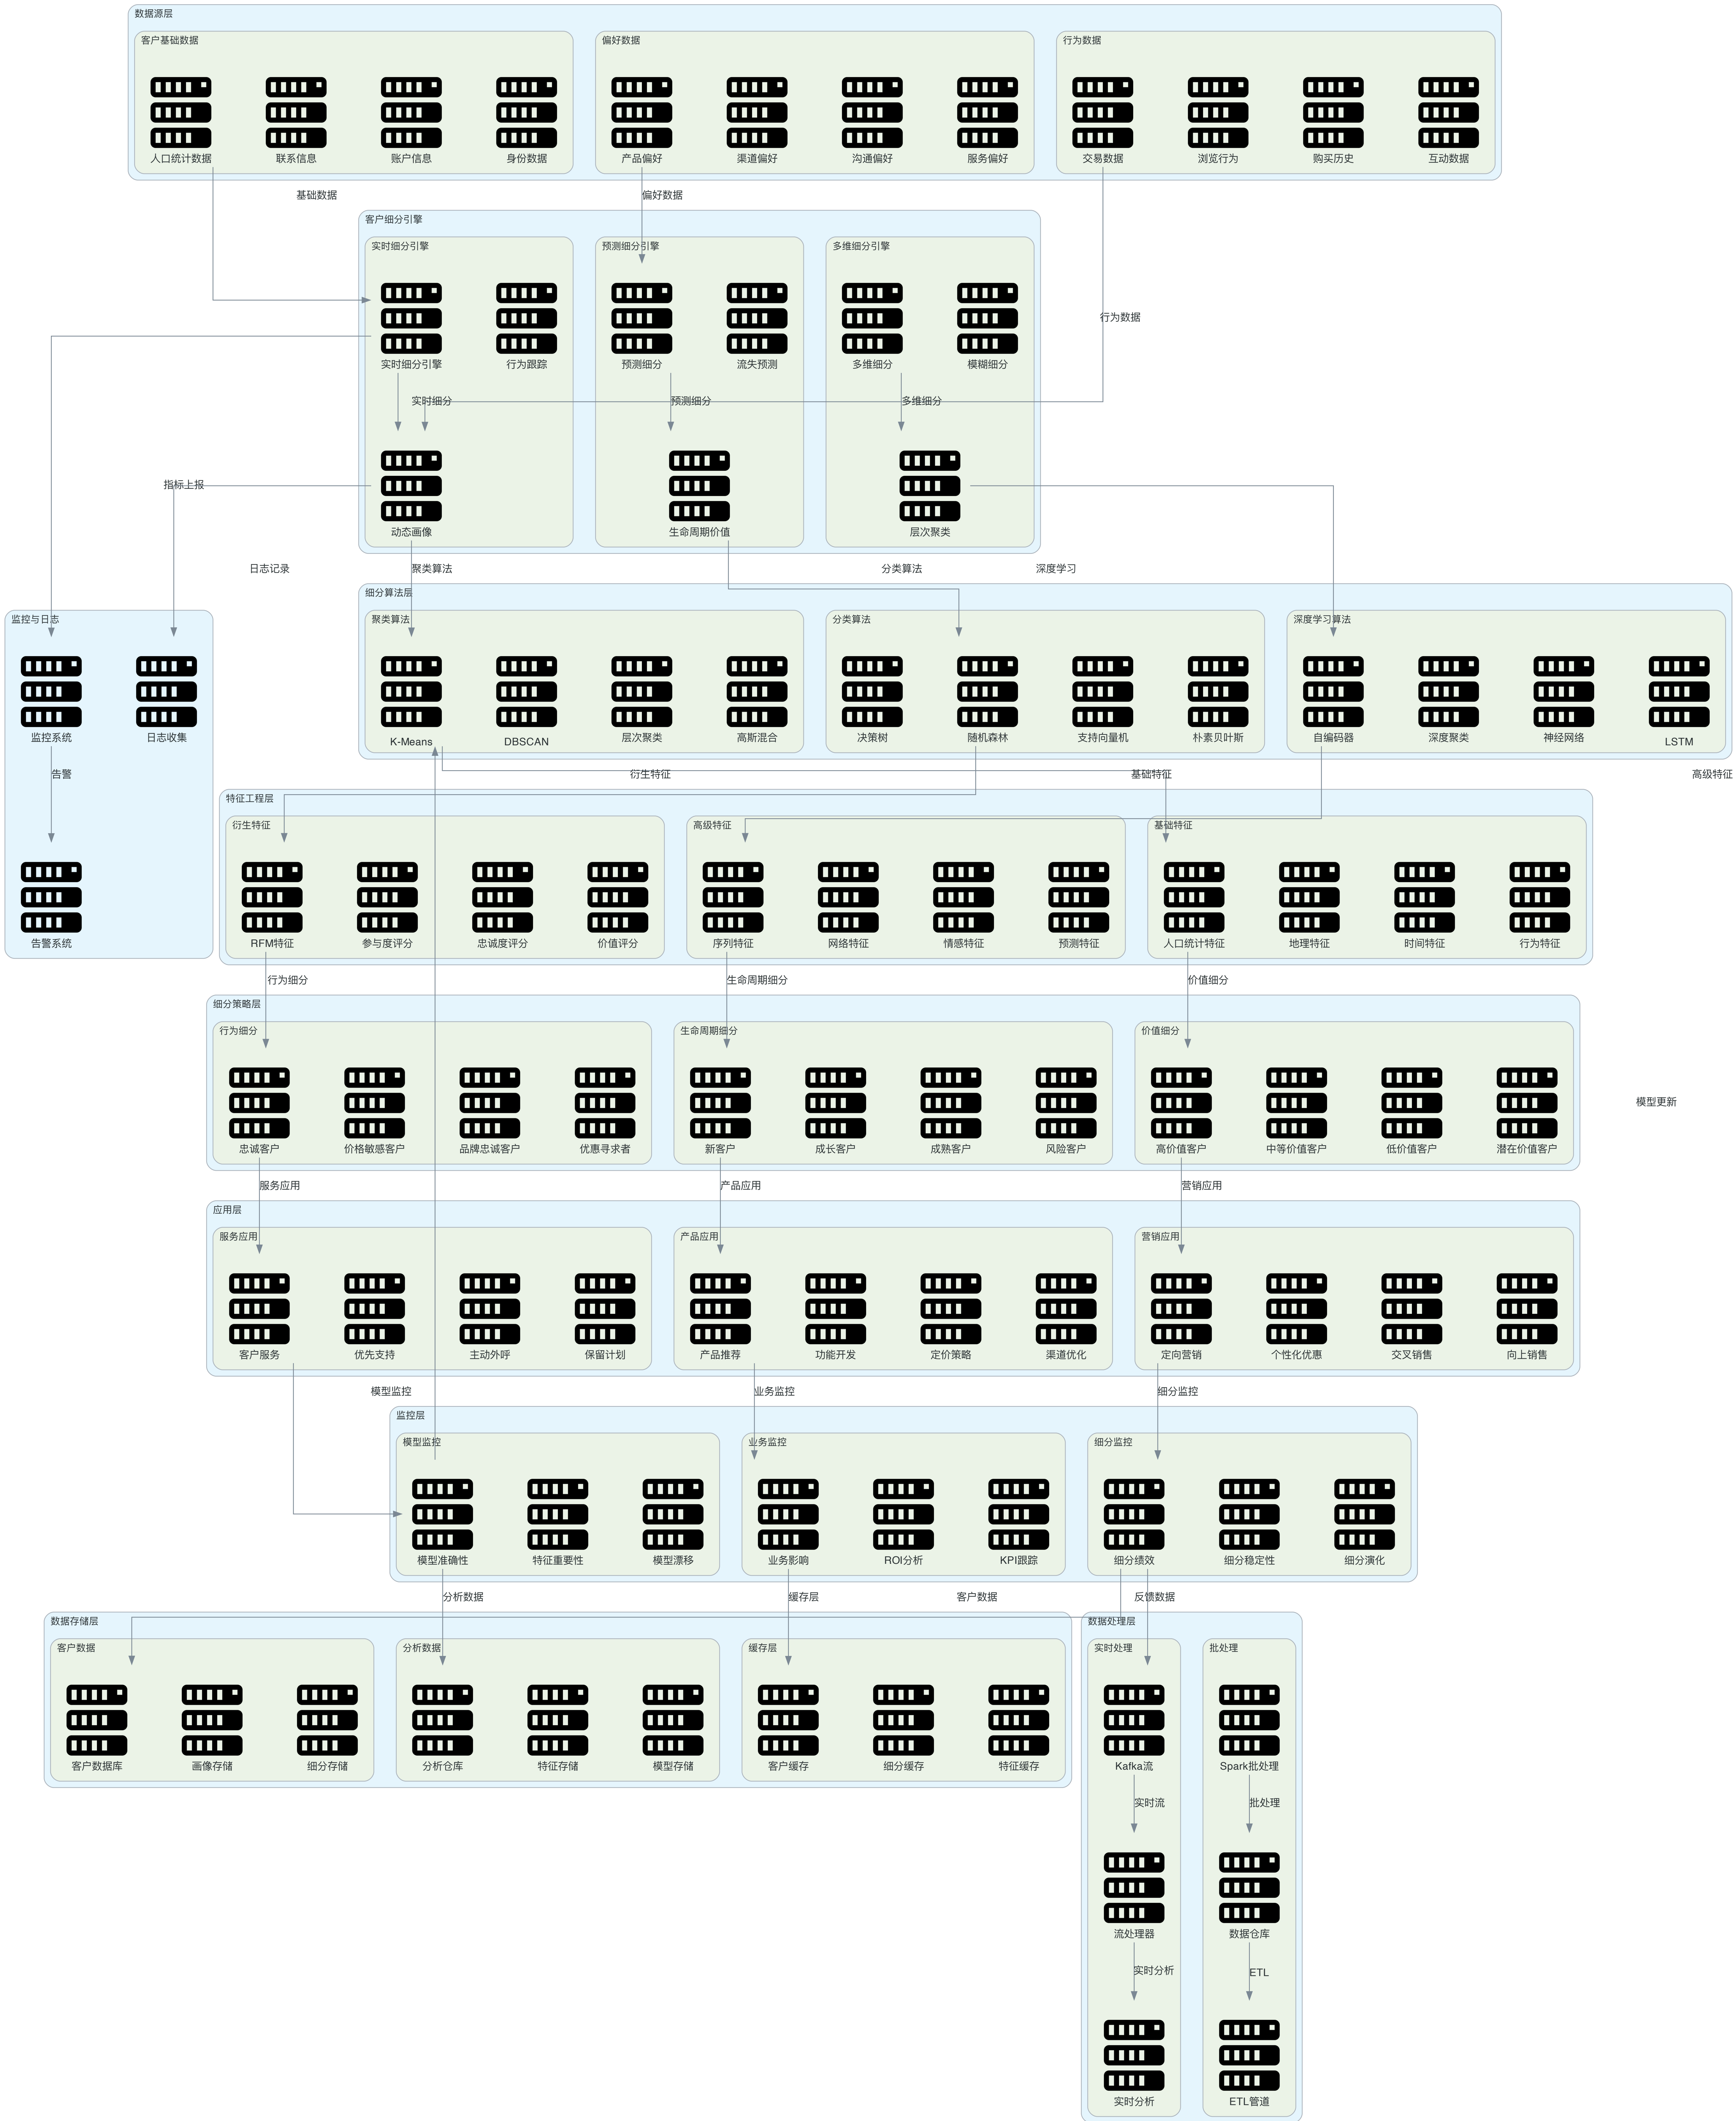 数据源层
客户基础数据
偏好数据
行为数据
人口统计数据
联系信息
账户信息
身份数据
产品偏好
渠道偏好
沟通偏好
服务偏好
交易数据
浏览行为
购买历史
互动数据
基础数据
偏好数据
客户细分引擎
实时细分引擎
预测细分引擎
多维细分引擎
行为数据
实时细分引擎
行为跟踪
预测细分
流失预测
多维细分
模糊细分
实时细分
预测细分
多维细分
指标上报
动态画像
生命周期价值
层次聚类
日志记录
聚类算法
分类算法
深度学习
细分算法层
监控与日志
聚类算法
分类算法
深度学习算法
监控系统
日志收集
K-Means
DBSCAN
层次聚类
高斯混合
决策树
随机森林
支持向量机
朴素贝叶斯
自编码器
深度聚类
神经网络
LSTM
告警
衍生特征
基础特征
高级特征
特征工程层
衍生特征
高级特征
基础特征
告警系统
RFM特征
参与度评分
忠诚度评分
价值评分
序列特征
网络特征
情感特征
预测特征
人口统计特征
地理特征
时间特征
行为特征
行为细分
生命周期细分
价值细分
细分策略层
行为细分
生命周期细分
价值细分
模型更新
忠诚客户
价格敏感客户
品牌忠诚客户
优惠寻求者
新客户
成长客户
成熟客户
风险客户
高价值客户
中等价值客户
低价值客户
潜在价值客户
服务应用
产品应用
营销应用
应用层
服务应用
产品应用
营销应用
客户服务
优先支持
主动外呼
保留计划
产品推荐
功能开发
定价策略
渠道优化
定向营销
个性化优惠
交叉销售
向上销售
模型监控
业务监控
细分监控
监控层
模型监控
业务监控
细分监控
模型准确性
特征重要性
模型漂移
业务影响
ROI分析
KPI跟踪
细分绩效
细分稳定性
细分演化
分析数据
缓存层
客户数据
反馈数据
数据存储层
数据处理层
客户数据
分析数据
缓存层
实时处理
批处理
客户数据库
画像存储
细分存储
分析仓库
特征存储
模型存储
客户缓存
细分缓存
特征缓存
Kafka流
Spark批处理
实时流
批处理
流处理器
数据仓库
实时分析
ETL
实时分析
ETL管道